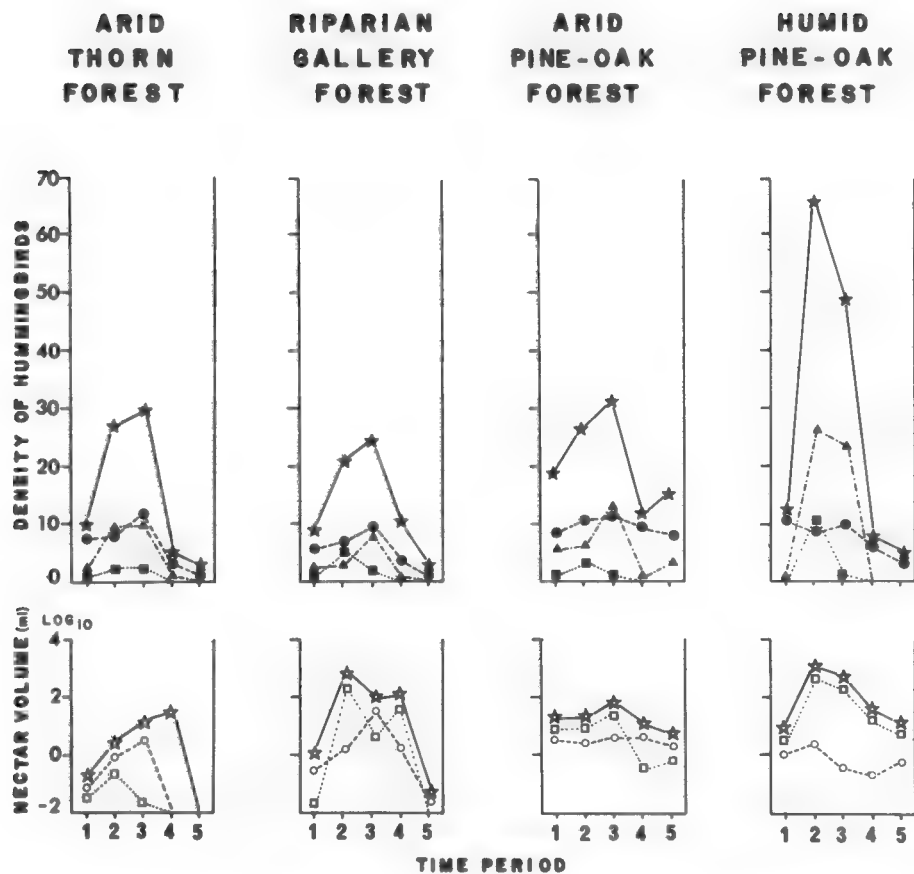 ARID
THORN
FOREST
RIPARIAN
GALLERY
FOREST
ARID
PINE-OAK
FOREST
HUMID
PINE-OAK
FOREST
DENSITY OF HUMMINGBIRDS
70
60
50
40
30
20
10
0
NECTAR VOLUME (ml)
LOG10
4
2
0
-2
1 2 3 4 5
1 2 3 4 5
1 2 3 4 5
1 2 3 4 5
TIME PERIOD